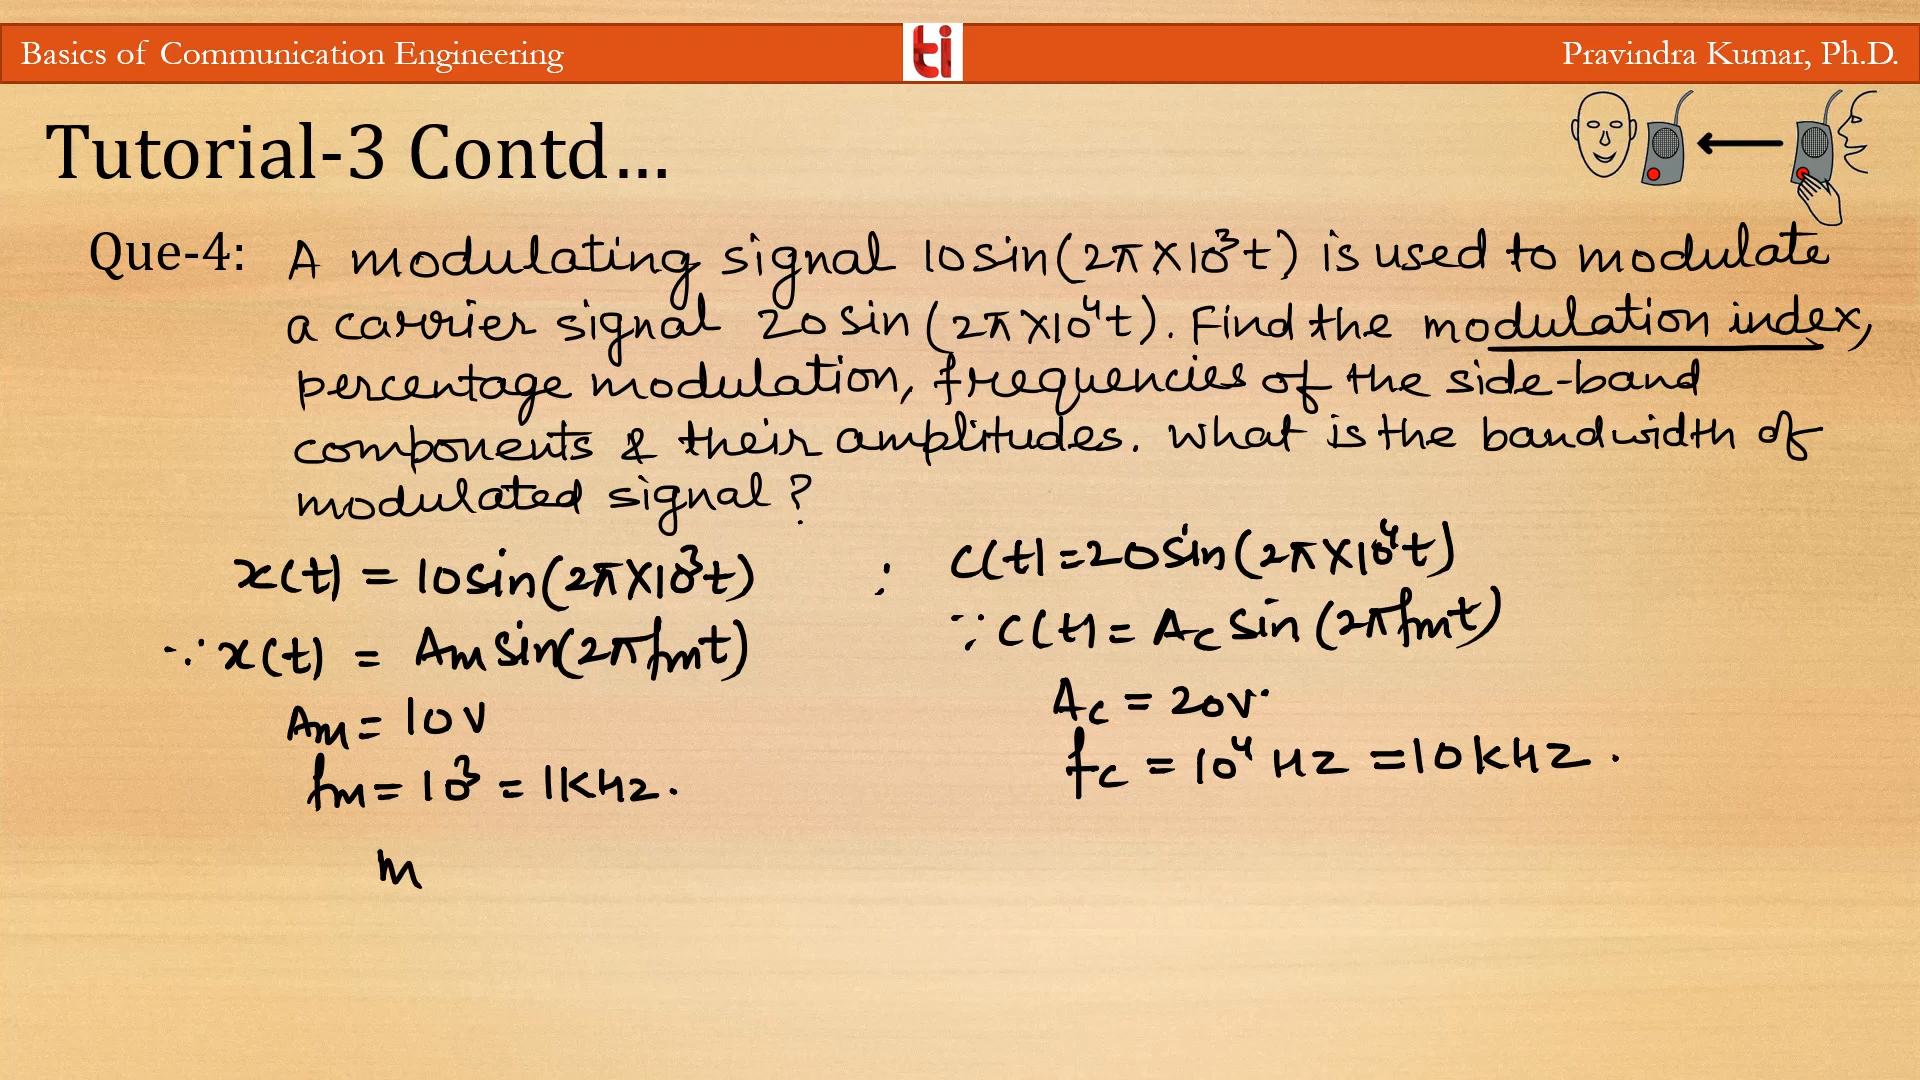 Basics of Communication Engineering
ti
Pravindra Kumar, Ph.D.
Tutorial-3 Contd...
Que-4: A modulating signal 10sin(2π×10³t) is used to modulate
a carrier signal 20 sin(2π×10⁴t). Find the modulation index,
percentage modulation, frequencies of the side-band
components & their amplitudes. What is the bandwidth of
modulated signal?
x(t) = 10sin(2π×10³t) ; c(t) = 20sin(2π×10⁴t)
∵ x(t) = Am sin(2πfmt)
∵ c(t) = Ac sin(2πfmt)
Am = 10V
Ac = 20V.
fm = 10³ = 1KHz.
fc = 10⁴ Hz = 10KHz.
m